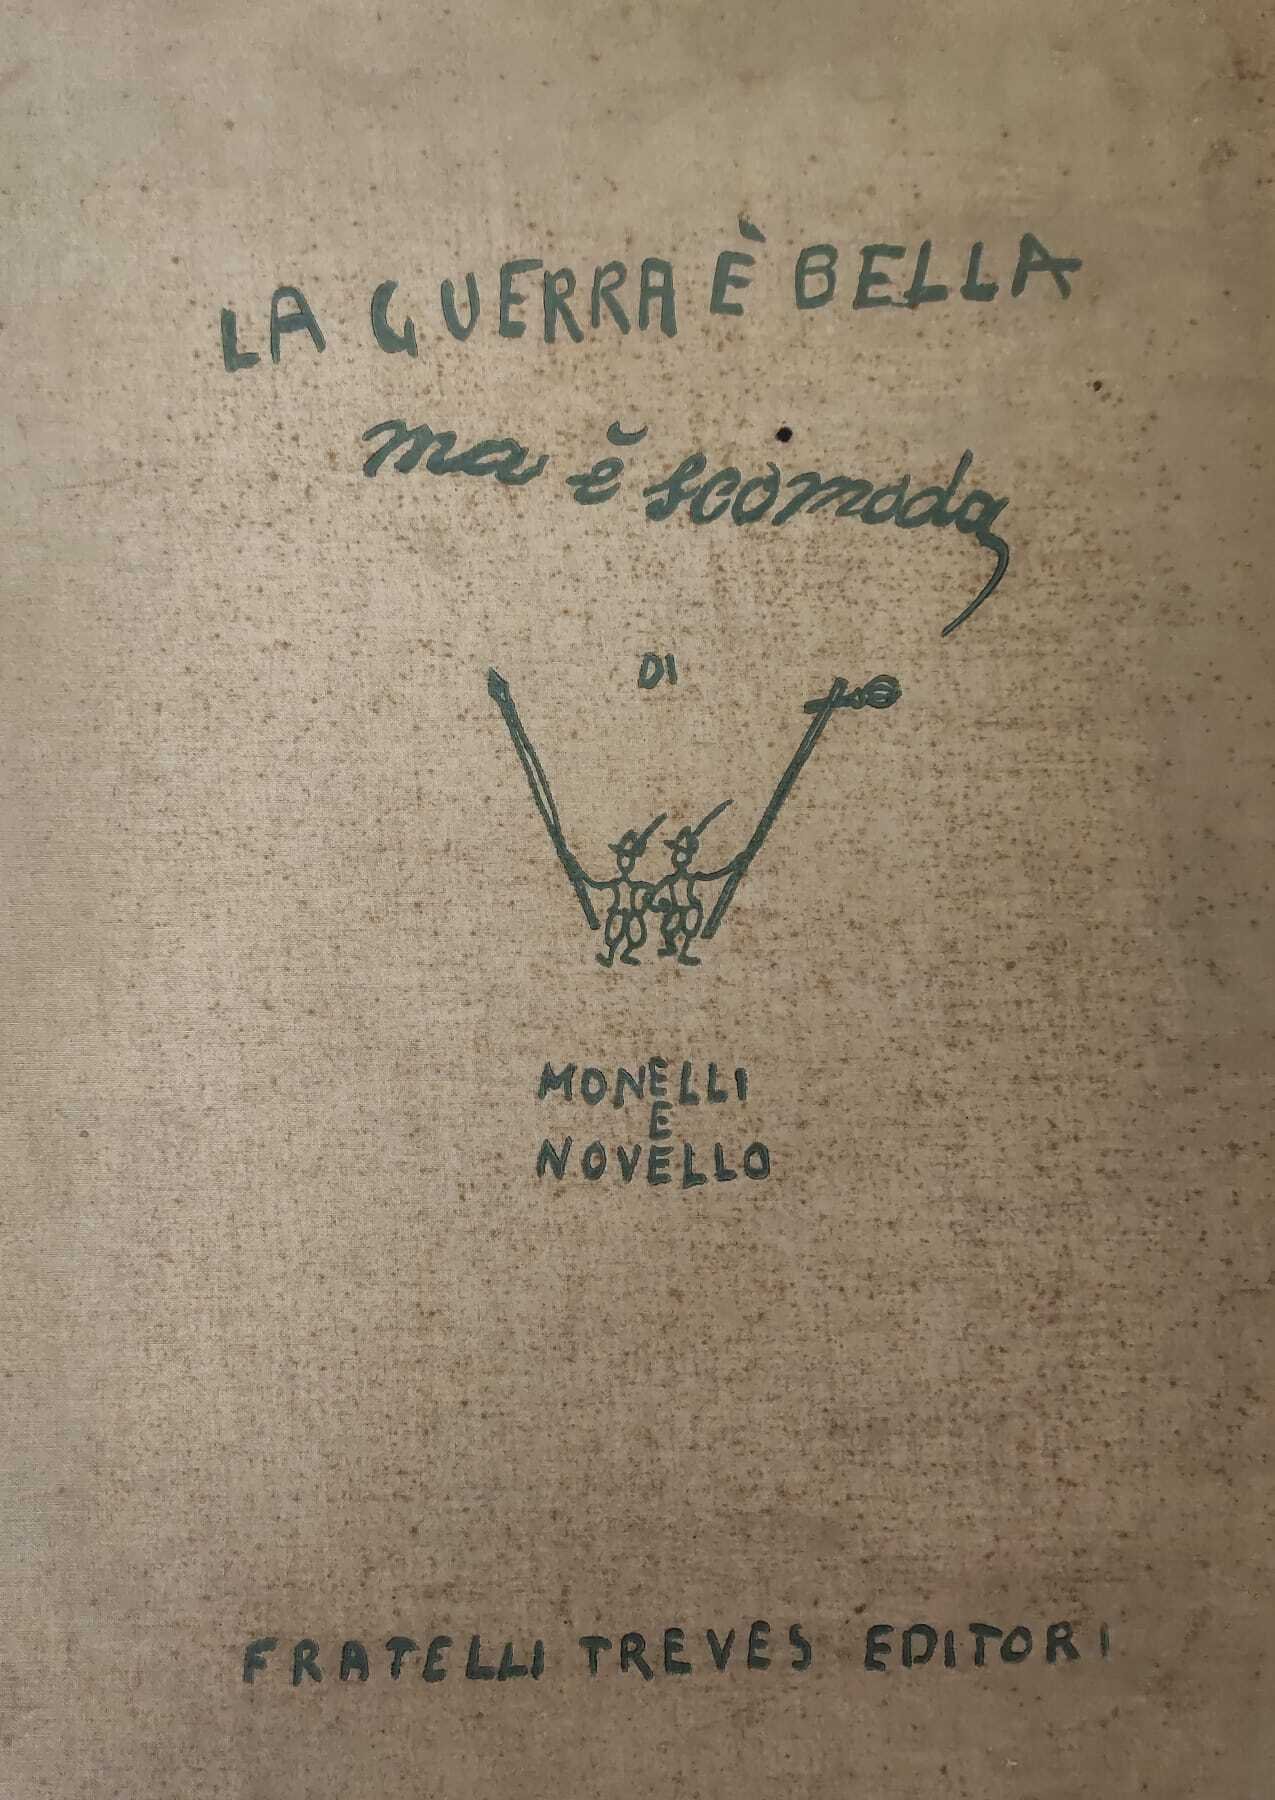 LA GUERRA È BELLA
ma è scomoda
DI
MONELLI
E
NOVELLO
FRATELLI TREVES EDITORI